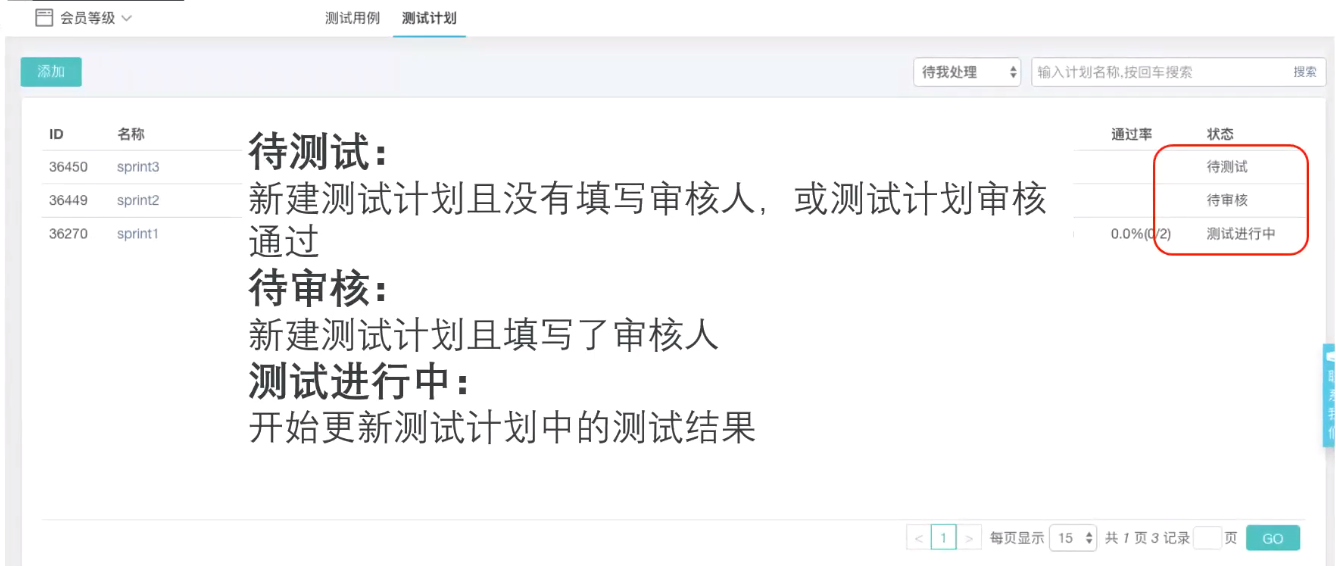 会员等级
测试用例 测试计划
添加
待我处理 输入计划名称,按回车搜索 搜索
ID 名称 通过率 状态
待测试：
36450 sprint3 待测试
新建测试计划且没有填写审核人，或测试计划审核
36449 sprint2 待审核
通过
36270 sprint1 0.0%(0/2) 测试进行中
待审核：
新建测试计划且填写了审核人
测试进行中：
开始更新测试计划中的测试结果
< 1 > 每页显示 15 共 1 页 3 记录 页 GO